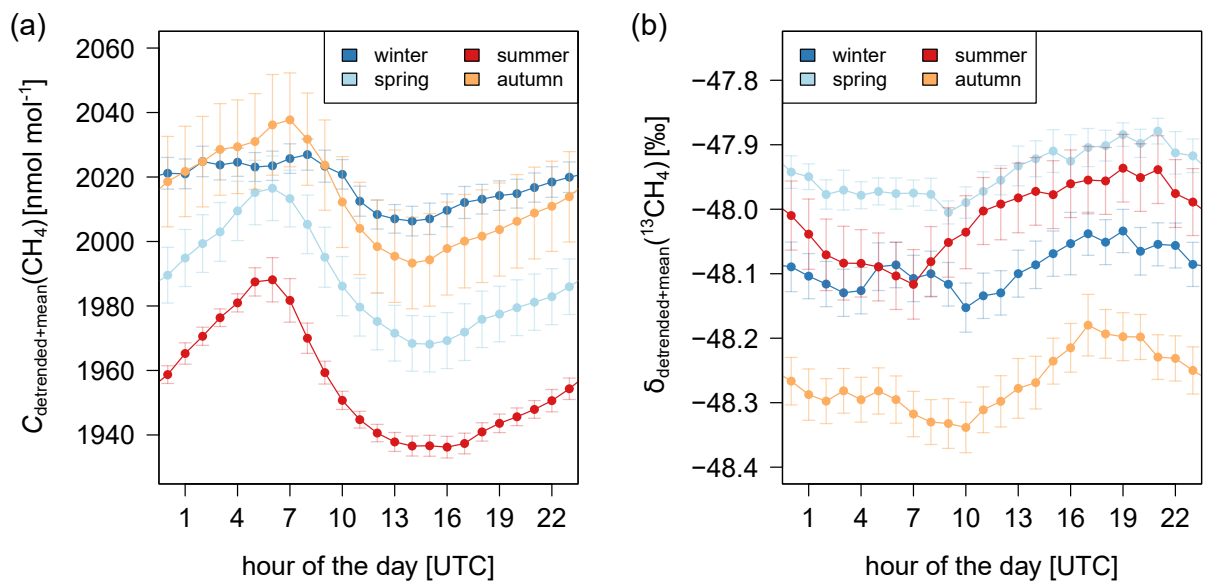 (a)
C detrended+mean(CH₄)[nmol mol⁻¹]
2060
2040
2020
2000
1980
1960
1940
winter
summer
spring
autumn
1 4 7 10 13 16 19 22
hour of the day [UTC]
(b)
δ detrended+mean(¹³CH₄) [‰]
−47.8
−47.9
−48.0
−48.1
−48.2
−48.3
−48.4
winter
summer
spring
autumn
1 4 7 10 13 16 19 22
hour of the day [UTC]